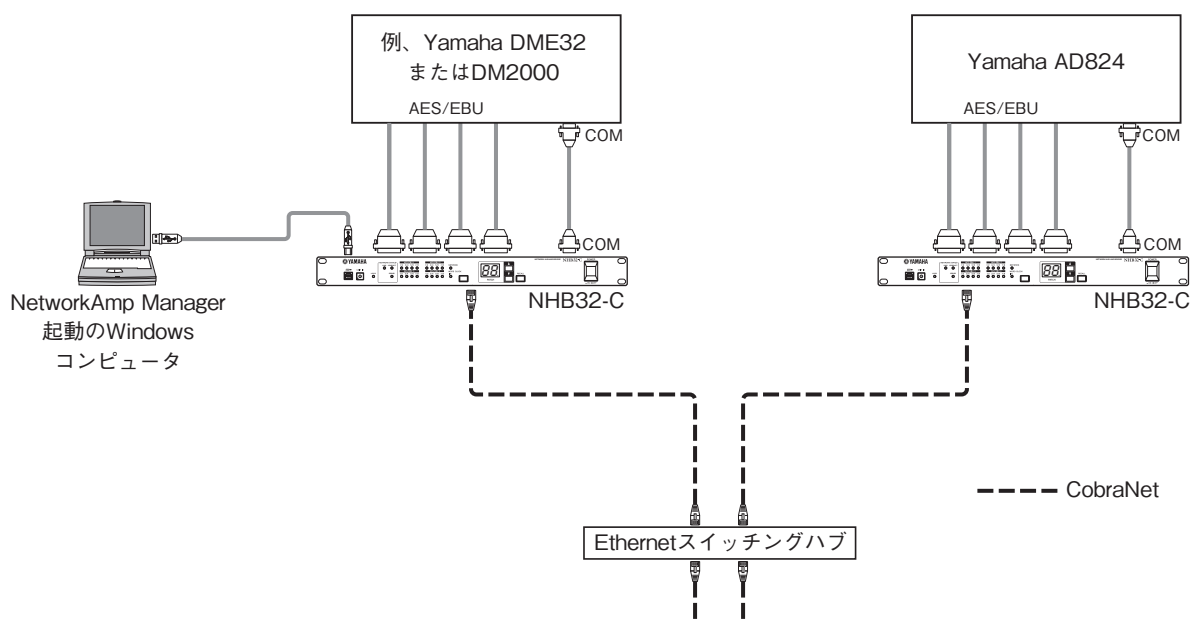 例、Yamaha DME32
またはDM2000
AES/EBU
COM
Yamaha AD824
AES/EBU
COM
COM
YAMAHA
NHB32-C
NetworkAmp Manager
起動のWindows
コンピュータ
COM
YAMAHA
NHB32-C
CobraNet
Ethernetスイッチングハブ